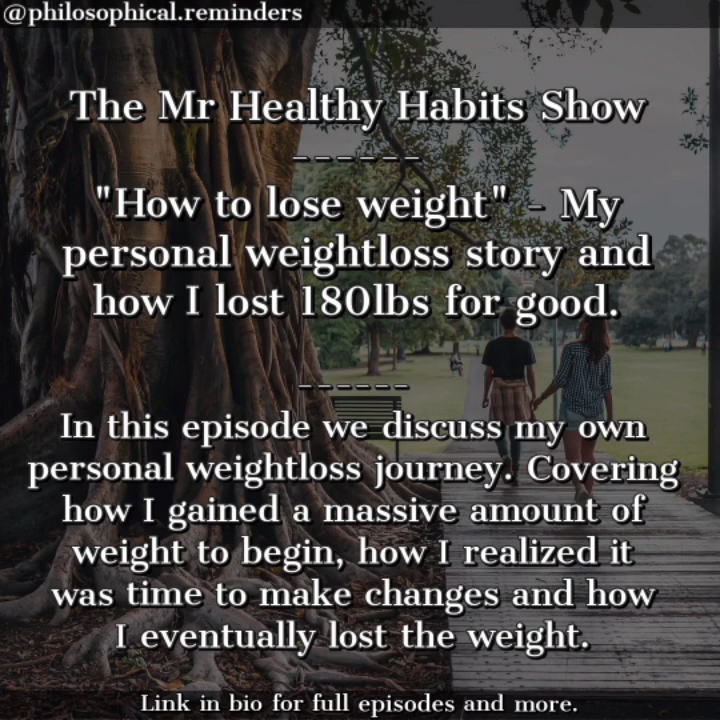 @philosophical.reminders
The Mr Healthy Habits Show
------
"How to lose weight" - My
personal weightloss story and
how I lost 180lbs for good.
------
In this episode we discuss my own
personal weightloss journey. Covering
how I gained a massive amount of
weight to begin, how I realized it
was time to make changes and how
I eventually lost the weight.
Link in bio for full episodes and more.